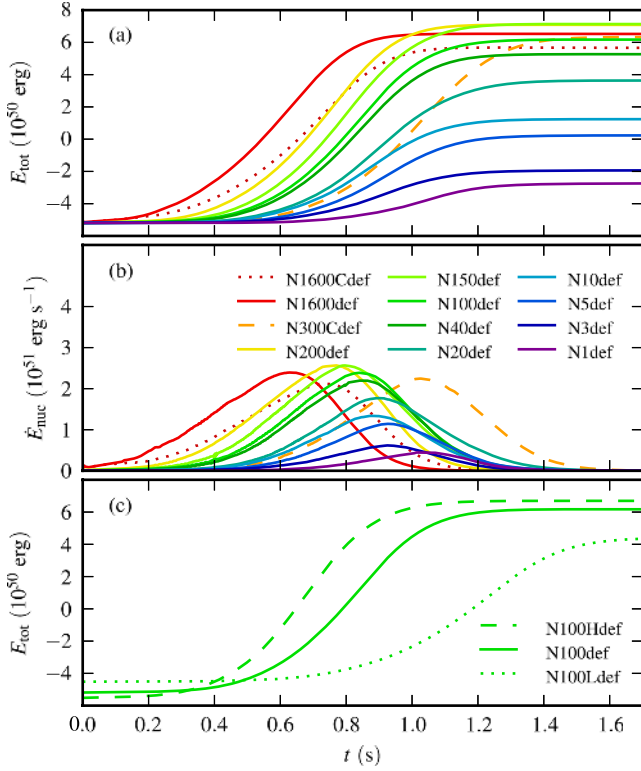 8
6
4
2
0
−2
−4
E_tot (10^50 erg)
(a)
(b)
5
4
3
2
1
0
Ė_nuc (10^51 erg s^−1)
N1600Cdef
N1600def
N300Cdef
N200def
N150def
N100def
N40def
N20def
N10def
N5def
N3def
N1def
(c)
6
4
2
0
−2
−4
E_tot (10^50 erg)
N100Hdef
N100def
N100Ldef
0.0 0.2 0.4 0.6 0.8 1.0 1.2 1.4 1.6
t (s)